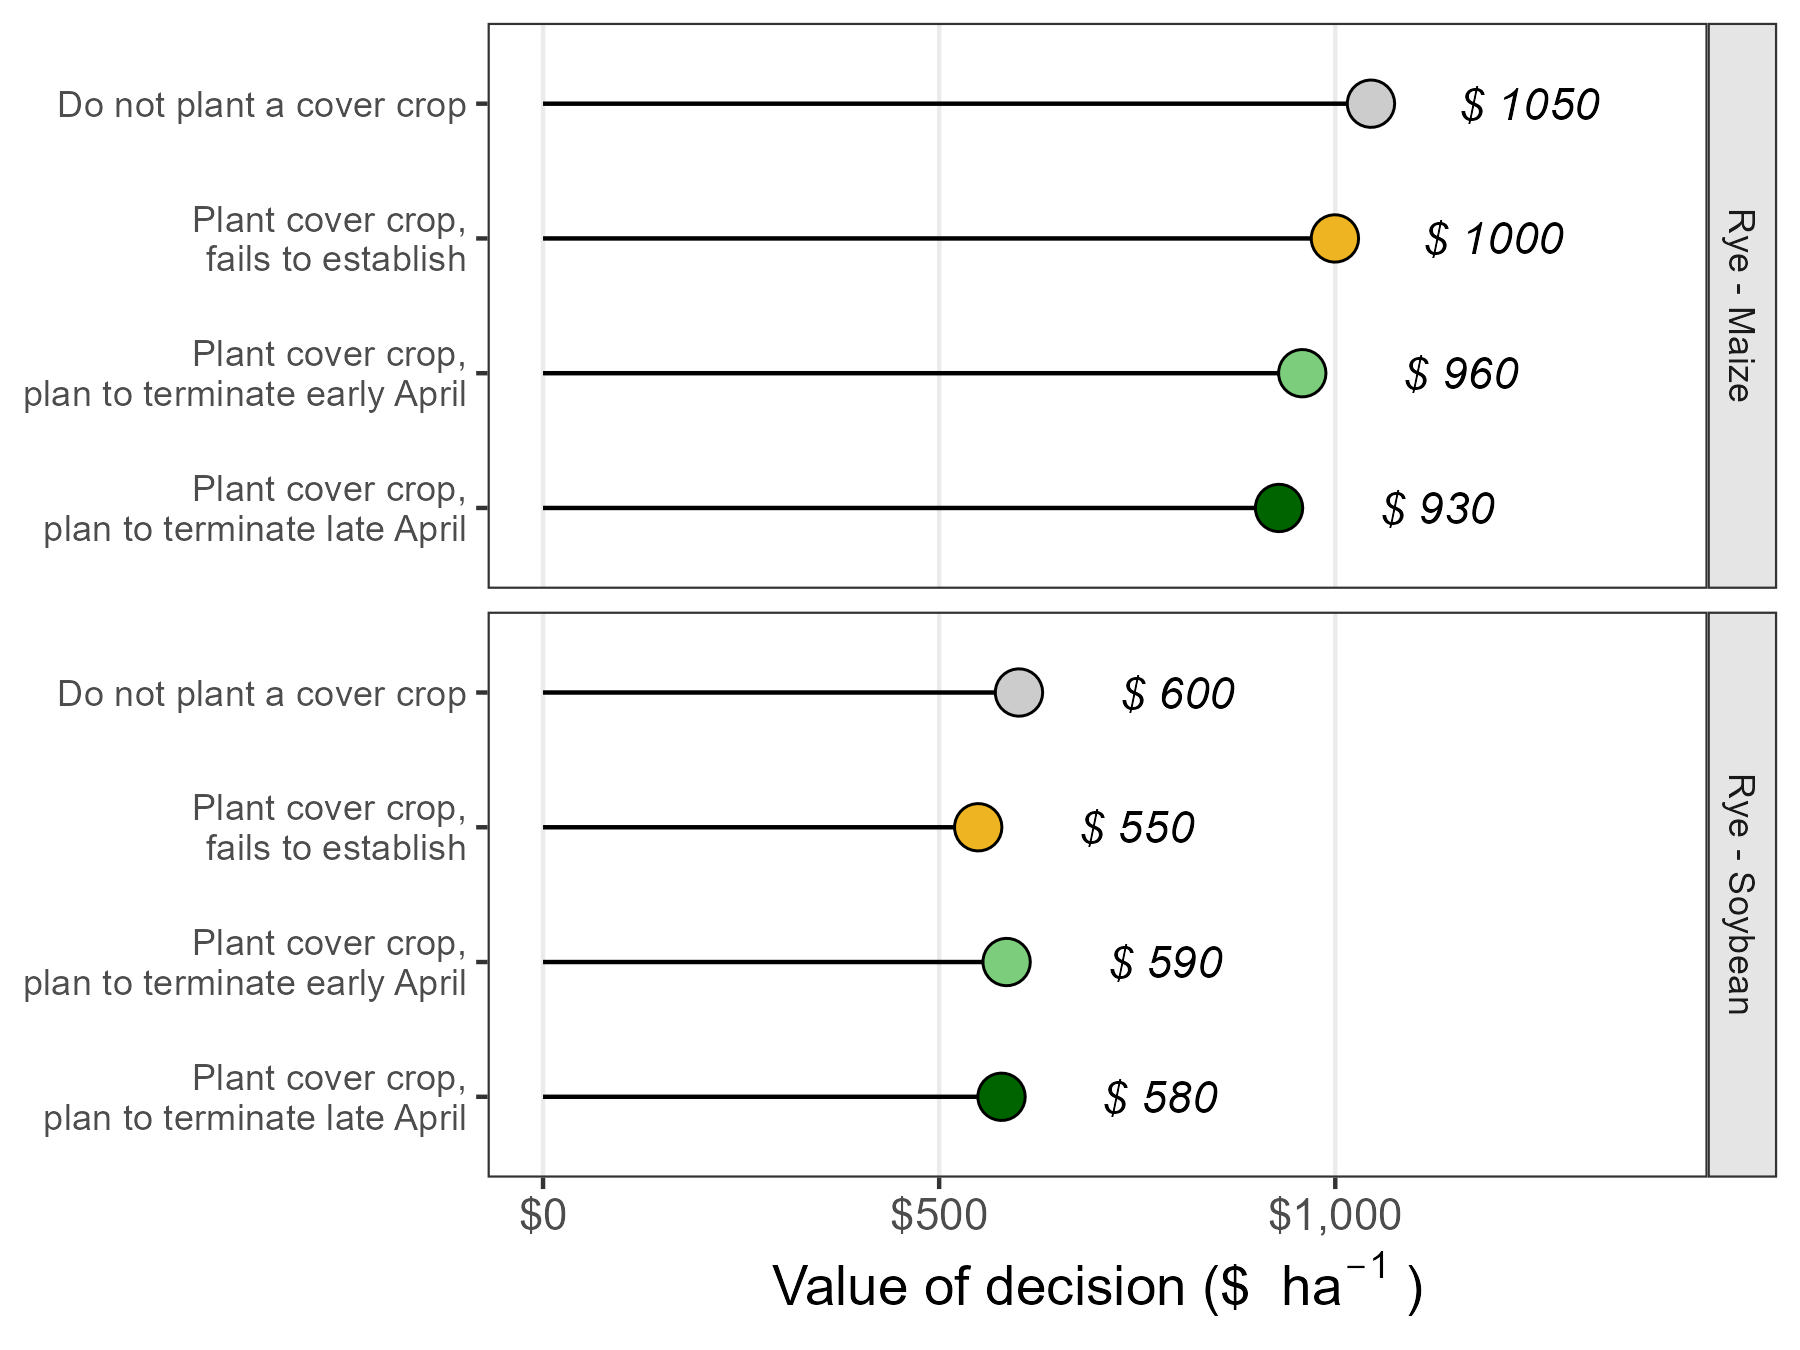 Do not plant a cover crop
$ 1050
Plant cover crop,
fails to establish
$ 1000
Plant cover crop,
plan to terminate early April
$ 960
Plant cover crop,
plan to terminate late April
$ 930
Rye - Maize
Do not plant a cover crop
$ 600
Plant cover crop,
fails to establish
$ 550
Plant cover crop,
plan to terminate early April
$ 590
Plant cover crop,
plan to terminate late April
$ 580
Rye - Soybean
$0 $500 $1,000
Value of decision ($ ha⁻¹ )